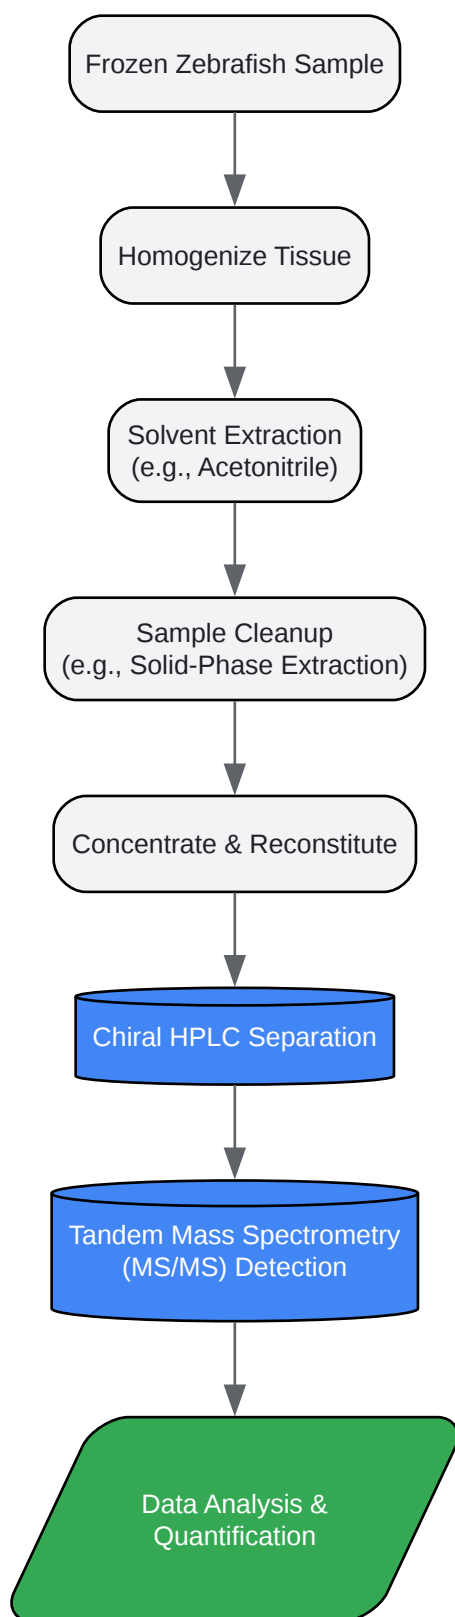 Frozen Zebrafish Sample
Homogenize Tissue
Solvent Extraction
(e.g., Acetonitrile)
Sample Cleanup
(e.g., Solid-Phase Extraction)
Concentrate & Reconstitute
Chiral HPLC Separation
Tandem Mass Spectrometry
(MS/MS) Detection
Data Analysis &
Quantification